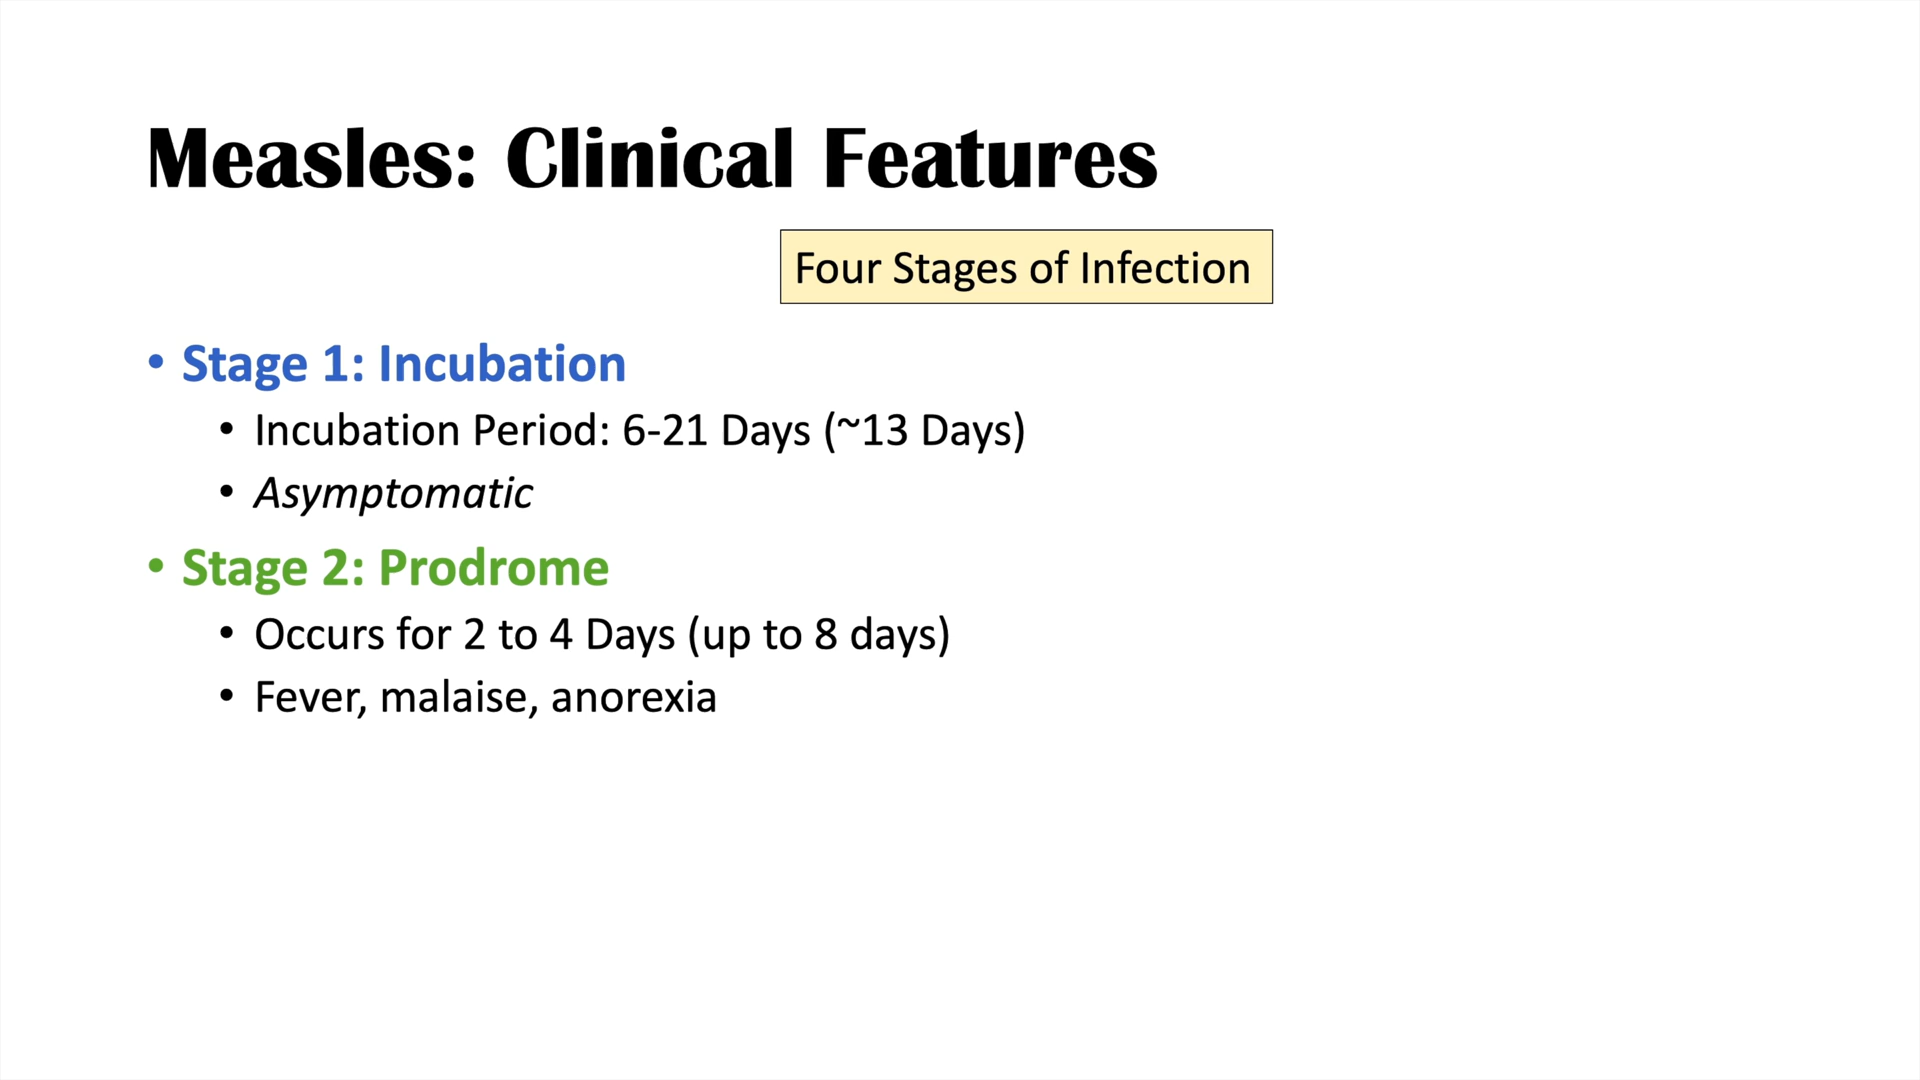 Measles: Clinical Features
Four Stages of Infection
• Stage 1: Incubation
• Incubation Period: 6-21 Days (~13 Days)
• Asymptomatic
• Stage 2: Prodrome
• Occurs for 2 to 4 Days (up to 8 days)
• Fever, malaise, anorexia